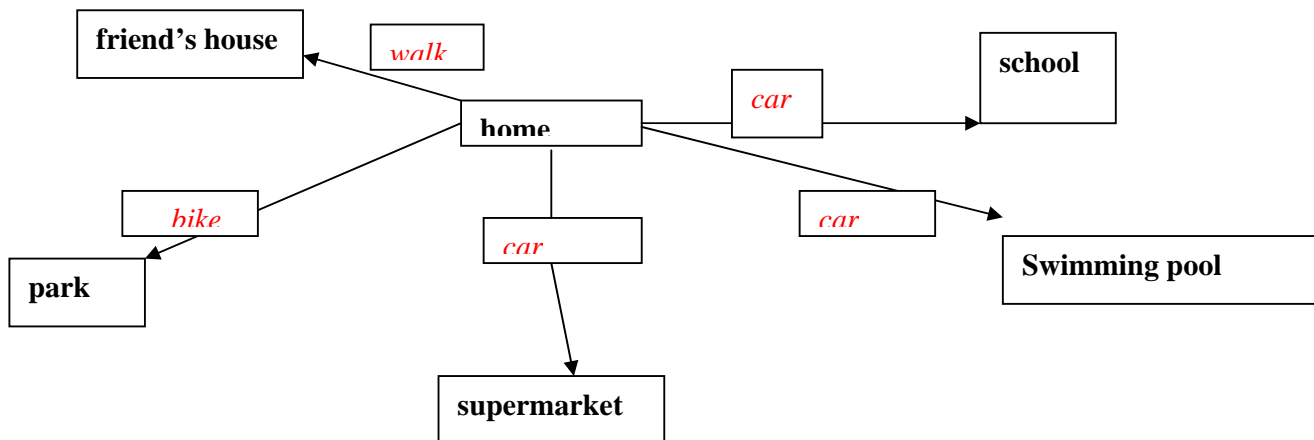 friend's house
walk
school
car
home
bike
car
car
Swimming pool
park
supermarket